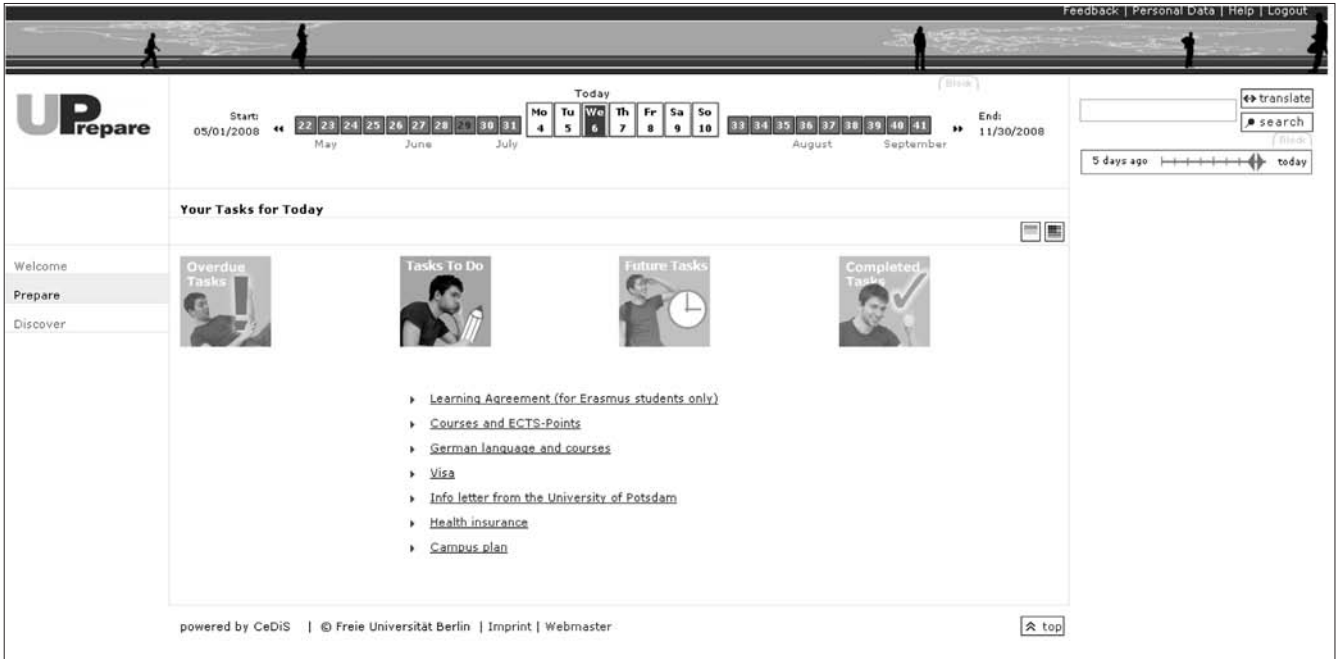 Feedback | Personal Data | Help | Logout
UPrepare
Block
Today
Start:
05/01/2008
22 23 24 25 26 27 28 29 30 31
Mo Tu We Th Fr Sa So
4 5 6 7 8 9 10
33 34 35 36 37 38 39 40 41
End:
11/30/2008
May June July August September
translate
search
Block
5 days ago today
Your Tasks for Today
Welcome
Prepare
Discover
Overdue
Tasks
Tasks To Do
Future Tasks
Completed
Tasks
Learning Agreement (for Erasmus students only)
Courses and ECTS-Points
German language and courses
Visa
Info letter from the University of Potsdam
Health insurance
Campus plan
powered by CeDiS | © Freie Universität Berlin | Imprint | Webmaster
top